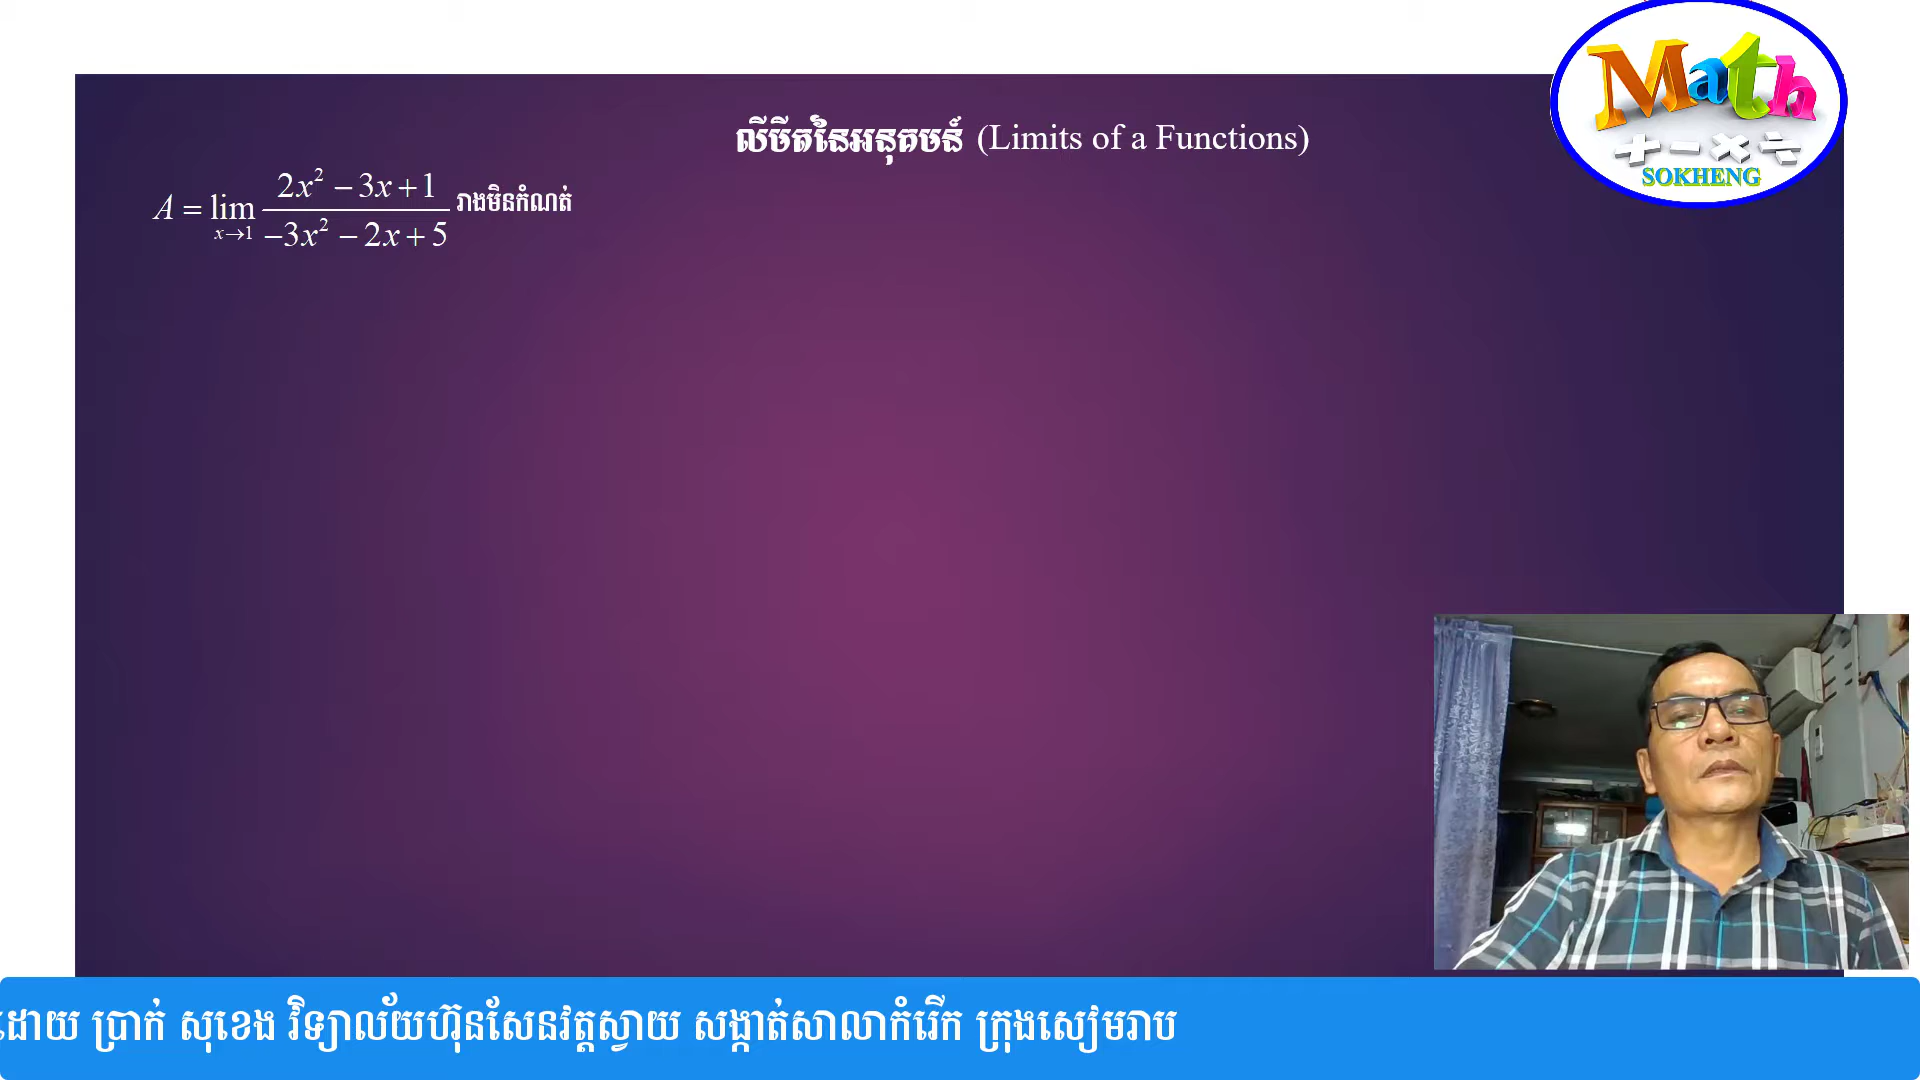 Math
SOKHENG
លីមីតនៃអនុគមន៍ (Limits of a Functions)
A = lim x→1 (2x² − 3x + 1)/(−3x² − 2x + 5) រាងមិនកំណត់
ដោយ ប្រាក់ សុខេង វិទ្យាល័យហ៊ុនសែនវត្តស្វាយ សង្កាត់សាលាកំរើក ក្រុងសៀមរាប